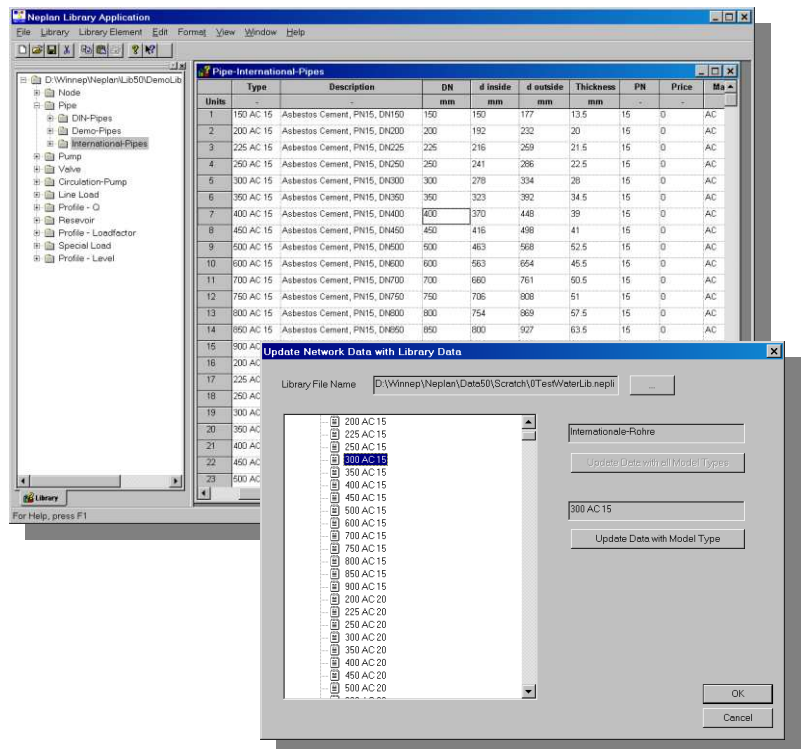 Neplan Library Application
File Library Library Element Edit Format View Window Help
D:\Winnep\Neplan\Lib50\DemoLib
Node
Pipe
DIN-Pipes
Demo-Pipes
International-Pipes
Pump
Valve
Circulation-Pump
Line Load
Profile - Q
Resevoir
Profile - Loadfactor
Special Load
Profile - Level
Library
For Help, press F1
Pipe-International-Pipes
Type Description DN d inside d outside Thickness PN Price Ma
Units - - mm mm mm mm - -
1 150 AC 15 Asbestos Cement, PN15, DN150 150 150 177 13.5 15 0 AC
2 200 AC 15 Asbestos Cement, PN15, DN200 200 192 232 20 15 0 AC
3 225 AC 15 Asbestos Cement, PN15, DN225 225 216 259 21.5 15 0 AC
4 250 AC 15 Asbestos Cement, PN15, DN250 250 241 286 22.5 15 0 AC
5 300 AC 15 Asbestos Cement, PN15, DN300 300 278 334 28 15 0 AC
6 350 AC 15 Asbestos Cement, PN15, DN350 350 323 392 34.5 15 0 AC
7 400 AC 15 Asbestos Cement, PN15, DN400 400 370 448 39 15 0 AC
8 450 AC 15 Asbestos Cement, PN15, DN450 450 416 498 41 15 0 AC
9 500 AC 15 Asbestos Cement, PN15, DN500 500 463 568 52.5 15 0 AC
10 600 AC 15 Asbestos Cement, PN15, DN600 600 563 654 45.5 15 0 AC
11 700 AC 15 Asbestos Cement, PN15, DN700 700 660 761 50.5 15 0 AC
12 750 AC 15 Asbestos Cement, PN15, DN750 750 706 808 51 15 0 AC
13 800 AC 15 Asbestos Cement, PN15, DN800 800 754 869 57.5 15 0 AC
14 850 AC 15 Asbestos Cement, PN15, DN850 850 800 927 63.5 15 0 AC
15 900 AC
16 200 AC
17 225 AC
18 250 AC
19 300 AC
20 350 AC
21 400 AC
22 450 AC
23 500 AC
Update Network Data with Library Data
Library File Name D:\Winnep\Neplan\Data50\Scratch\0TestWaterLib.nepli ...
200 AC 15
225 AC 15
250 AC 15
300 AC 15
350 AC 15
400 AC 15
450 AC 15
500 AC 15
600 AC 15
700 AC 15
750 AC 15
800 AC 15
850 AC 15
900 AC 15
200 AC 20
225 AC 20
250 AC 20
300 AC 20
350 AC 20
400 AC 20
450 AC 20
500 AC 20
Internationale-Rohre
Update Data with all Model Types
300 AC 15
Update Data with Model Type
OK
Cancel